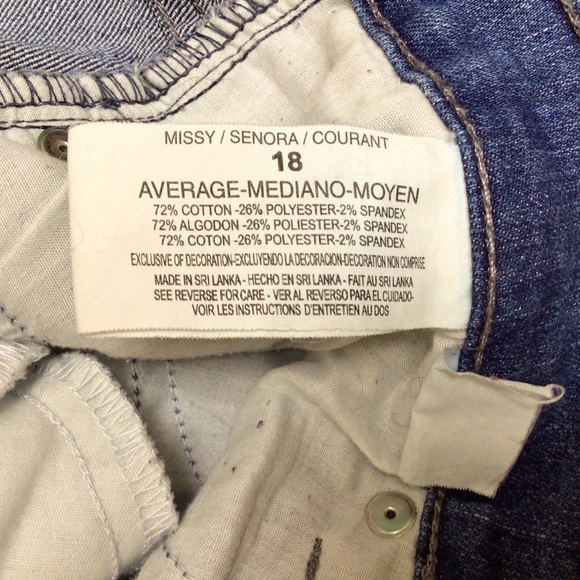 MISSY / SENORA / COURANT
18
AVERAGE-MEDIANO-MOYEN
72% COTTON -26% POLYESTER-2% SPANDEX
72% ALGODON -26% POLIESTER-2% SPANDEX
72% COTON -26% POLYESTER-2% SPANDEX
EXCLUSIVE OF DECORATION-EXCLUYENDO LA DECORACION-DECORATION NON COMPRISE
MADE IN SRI LANKA - HECHO EN SRI LANKA - FAIT AU SRI LANKA
SEE REVERSE FOR CARE - VER AL REVERSO PARA EL CUIDADO-
VOIR LES INSTRUCTIONS D'ENTRETIEN AU DOS